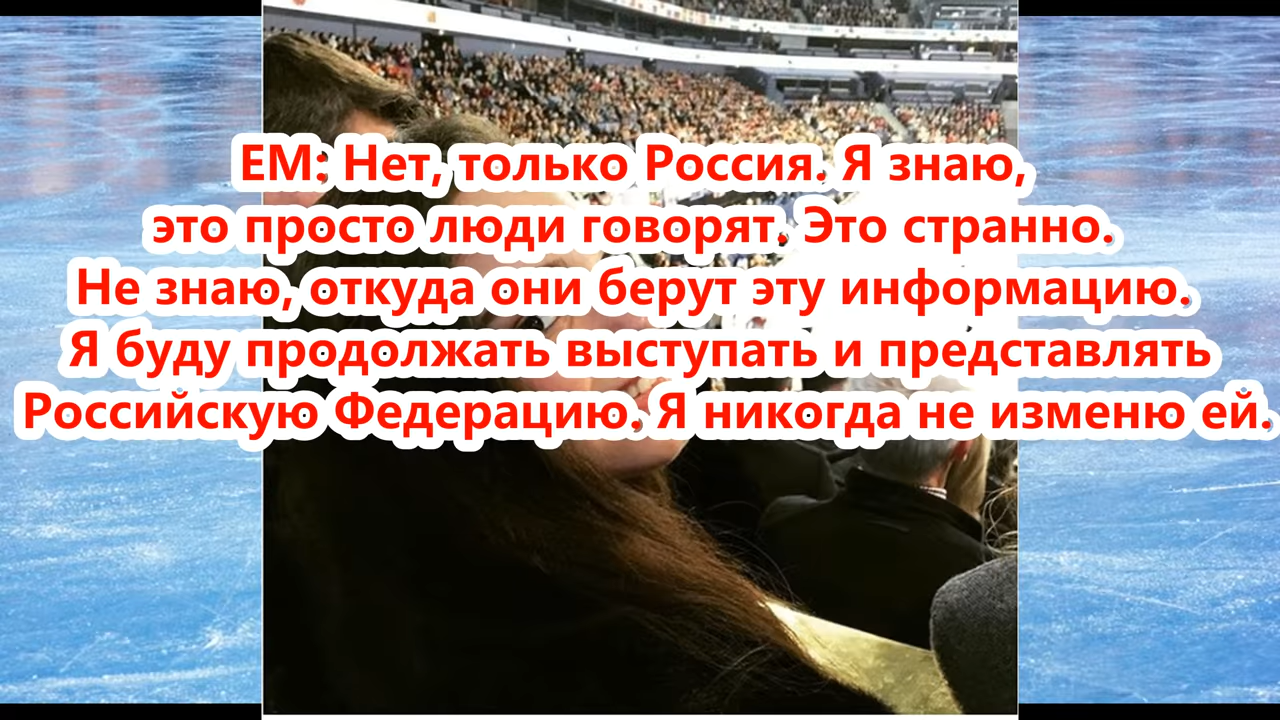 ЕМ: Нет, только Россия. Я знаю,
это просто люди говорят. Это странно.
Не знаю, откуда они берут эту информацию.
Я буду продолжать выступать и представлять
Российскую Федерацию. Я никогда не изменю ей.